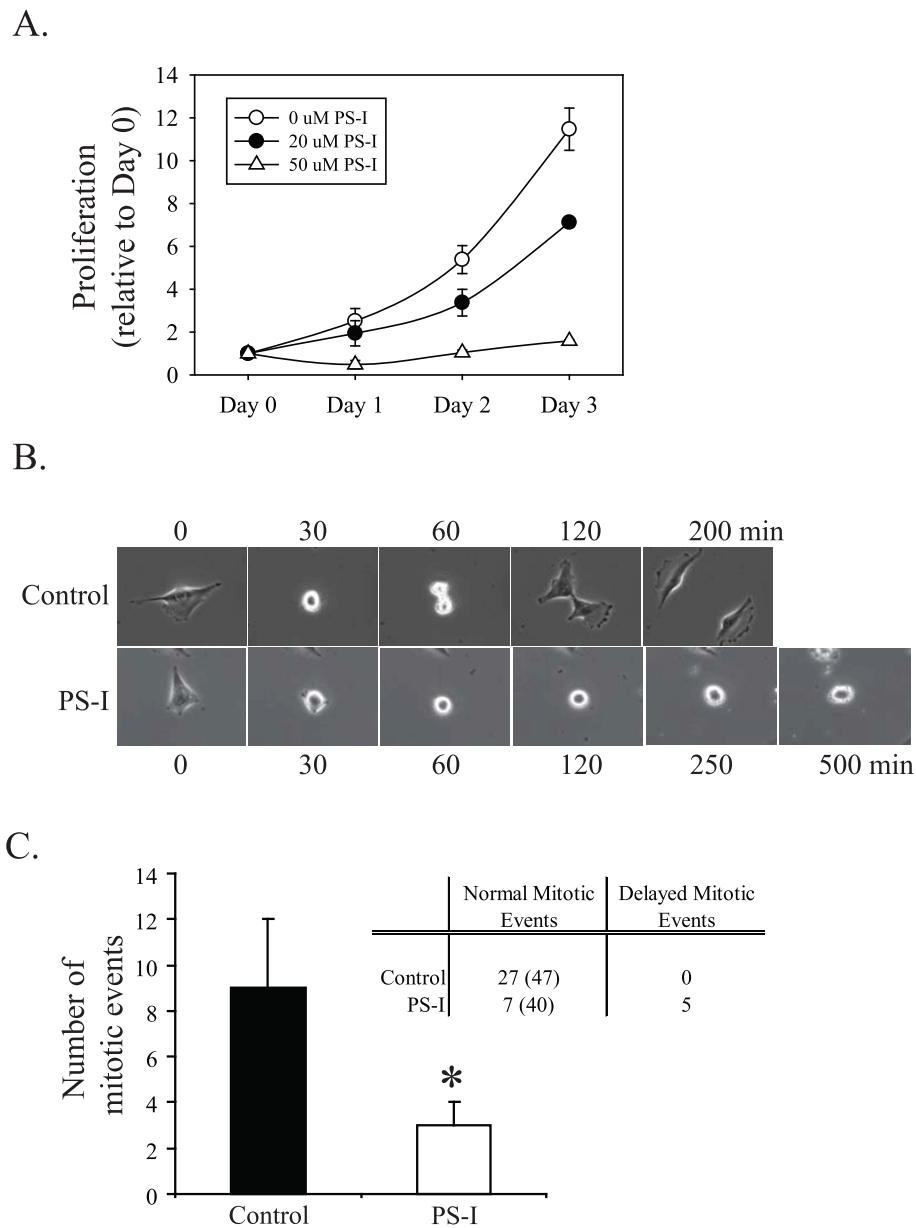 A.
14
12
10
8
6
4
2
0
Proliferation
(relative to Day 0)
0 uM PS-I
20 uM PS-I
50 uM PS-I
Day 0 Day 1 Day 2 Day 3
B.
0 30 60 120 200 min
Control
PS-I
0 30 60 120 250 500 min
C.
14
12
10
8
6
4
2
0
Number of
mitotic events
*
Control PS-I
Normal Mitotic Delayed Mitotic
Events Events
Control 27 (47) 0
PS-I 7 (40) 5